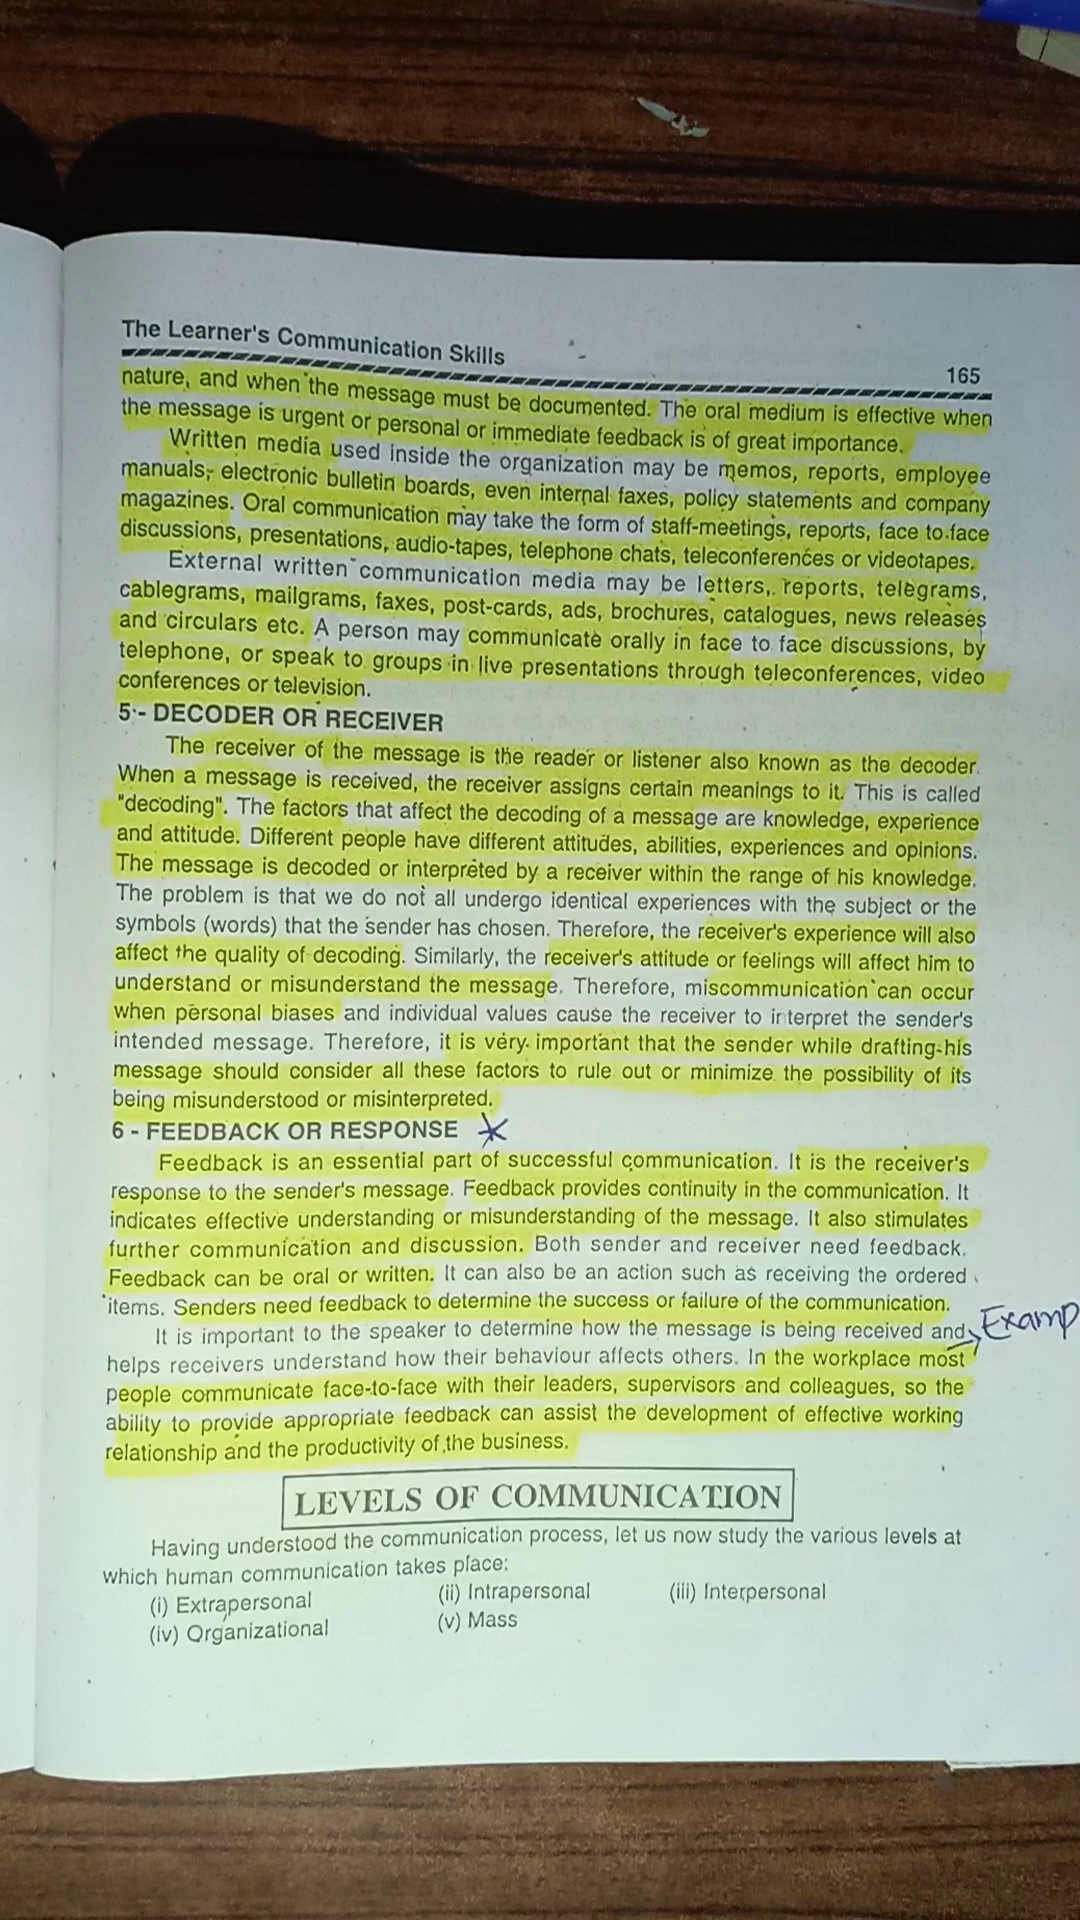 The Learner's Communication Skills
165
nature, and when the message must be documented. The oral medium is effective when
the message is urgent or personal or immediate feedback is of great importance.
Written media used inside the organization may be memos, reports, employee
manuals, electronic bulletin boards, even internal faxes, policy statements and company
magazines. Oral communication may take the form of staff-meetings, reports, face to face
discussions, presentations, audio-tapes, telephone chats, teleconferences or videotapes.
External written communication media may be letters, reports, telegrams,
cablegrams, mailgrams, faxes, post-cards, ads, brochures, catalogues, news releases
and circulars etc. A person may communicate orally in face to face discussions, by
telephone, or speak to groups in live presentations through teleconferences, video
conferences or television.
5 - DECODER OR RECEIVER
The receiver of the message is the reader or listener also known as the decoder.
When a message is received, the receiver assigns certain meanings to it. This is called
"decoding". The factors that affect the decoding of a message are knowledge, experience
and attitude. Different people have different attitudes, abilities, experiences and opinions.
The message is decoded or interpreted by a receiver within the range of his knowledge.
The problem is that we do not all undergo identical experiences with the subject or the
symbols (words) that the sender has chosen. Therefore, the receiver's experience will also
affect the quality of decoding. Similarly, the receiver's attitude or feelings will affect him to
understand or misunderstand the message. Therefore, miscommunication can occur
when personal biases and individual values cause the receiver to interpret the sender's
intended message. Therefore, it is very important that the sender while drafting his
message should consider all these factors to rule out or minimize the possibility of its
being misunderstood or misinterpreted.
6 - FEEDBACK OR RESPONSE
Feedback is an essential part of successful communication. It is the receiver's
response to the sender's message. Feedback provides continuity in the communication. It
indicates effective understanding or misunderstanding of the message. It also stimulates
further communication and discussion. Both sender and receiver need feedback.
Feedback can be oral or written. It can also be an action such as receiving the ordered
items. Senders need feedback to determine the success or failure of the communication.
It is important to the speaker to determine how the message is being received and
Examp
helps receivers understand how their behaviour affects others. In the workplace most
people communicate face-to-face with their leaders, supervisors and colleagues, so the
ability to provide appropriate feedback can assist the development of effective working
relationship and the productivity of the business.
LEVELS OF COMMUNICATION
Having understood the communication process, let us now study the various levels at
which human communication takes place:
(i) Extrapersonal (ii) Intrapersonal (iii) Interpersonal
(iv) Organizational (v) Mass